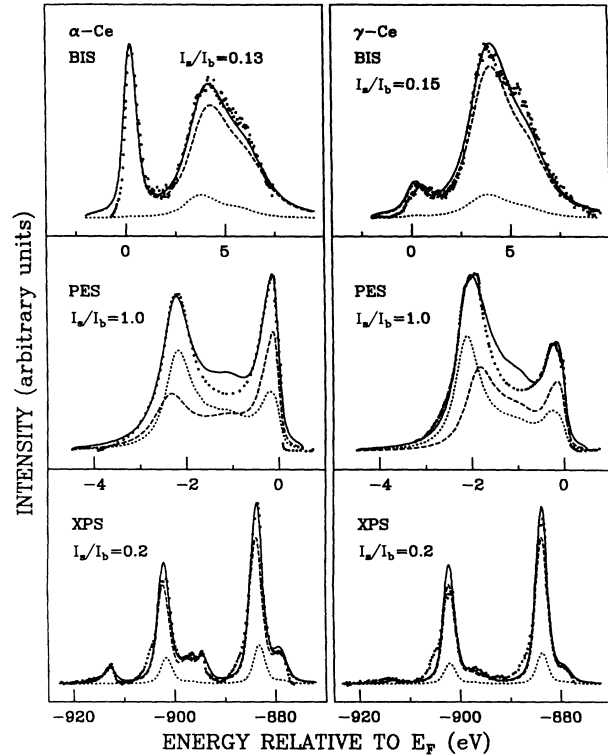 α-Ce
BIS
I_s/I_b=0.13
γ-Ce
BIS
I_s/I_b=0.15
0
5
0
5
PES
I_s/I_b=1.0
PES
I_s/I_b=1.0
-4
-2
0
-4
-2
0
XPS
I_s/I_b=0.2
XPS
I_s/I_b=0.2
-920
-900
-880
-920
-900
-880
INTENSITY (arbitrary units)
ENERGY RELATIVE TO E_F (eV)